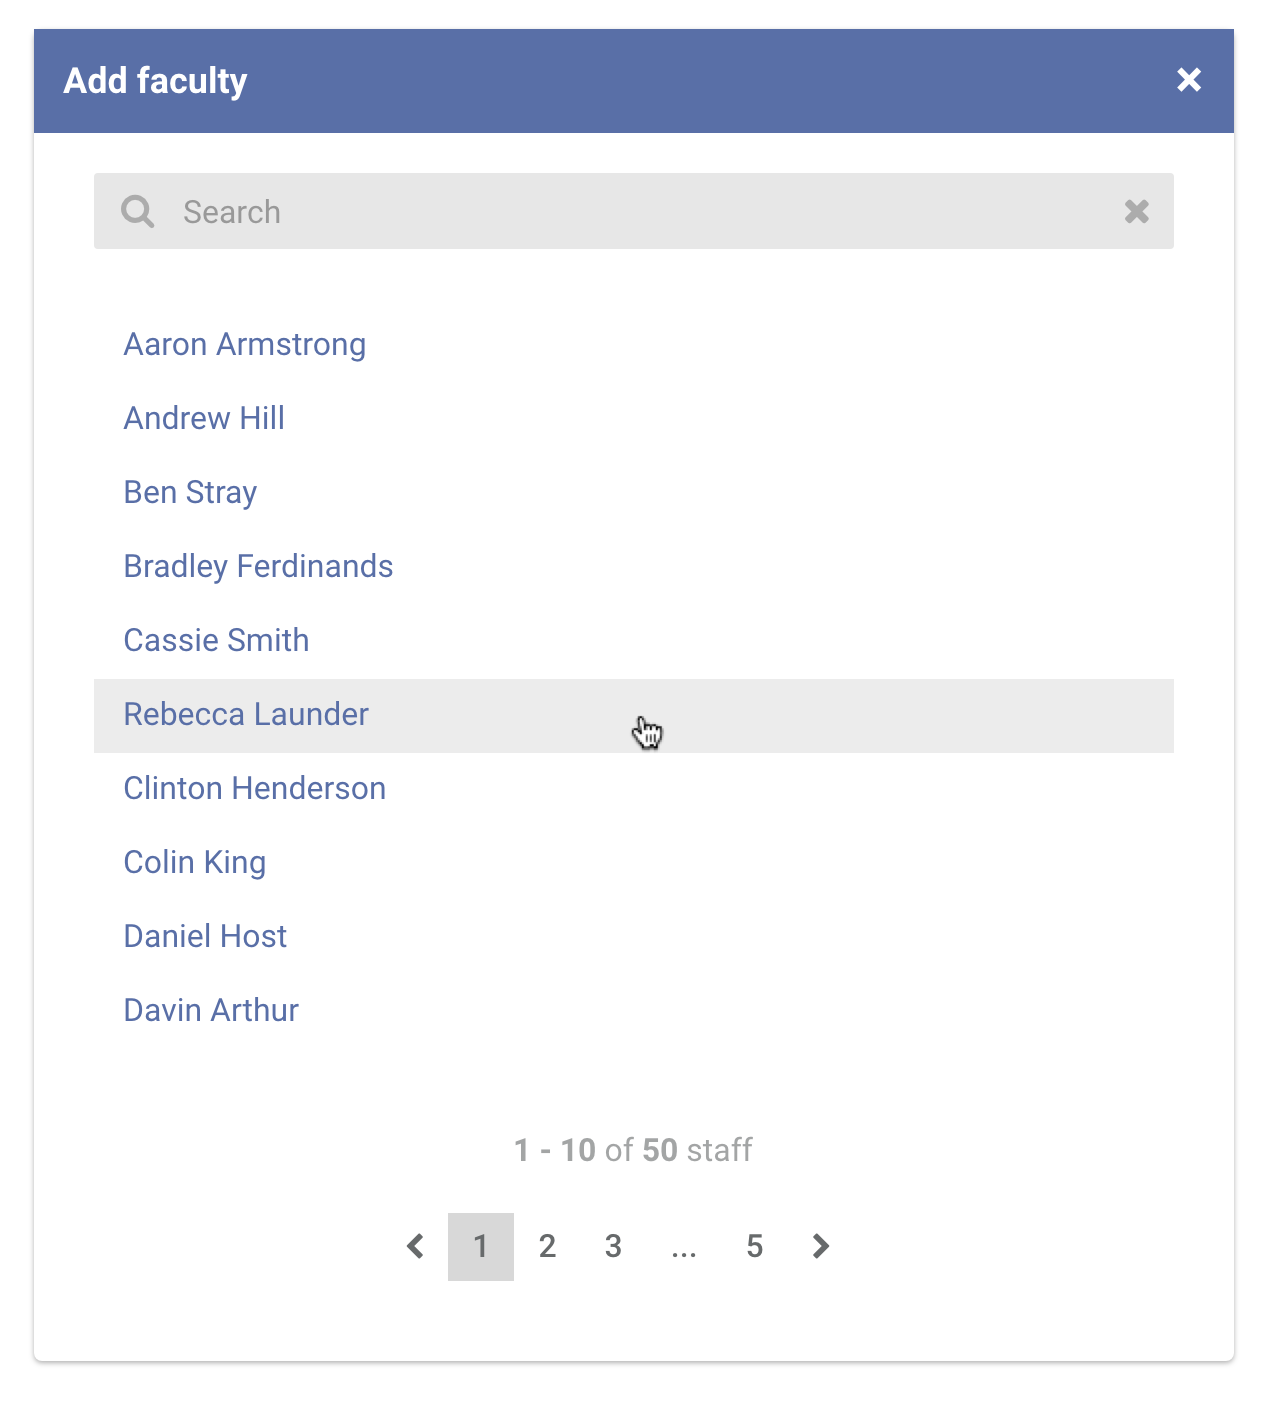 Add faculty
Search
Aaron Armstrong
Andrew Hill
Ben Stray
Bradley Ferdinands
Cassie Smith
Rebecca Launder
Clinton Henderson
Colin King
Daniel Host
Davin Arthur
1 - 10 of 50 staff
1 2 3 ... 5